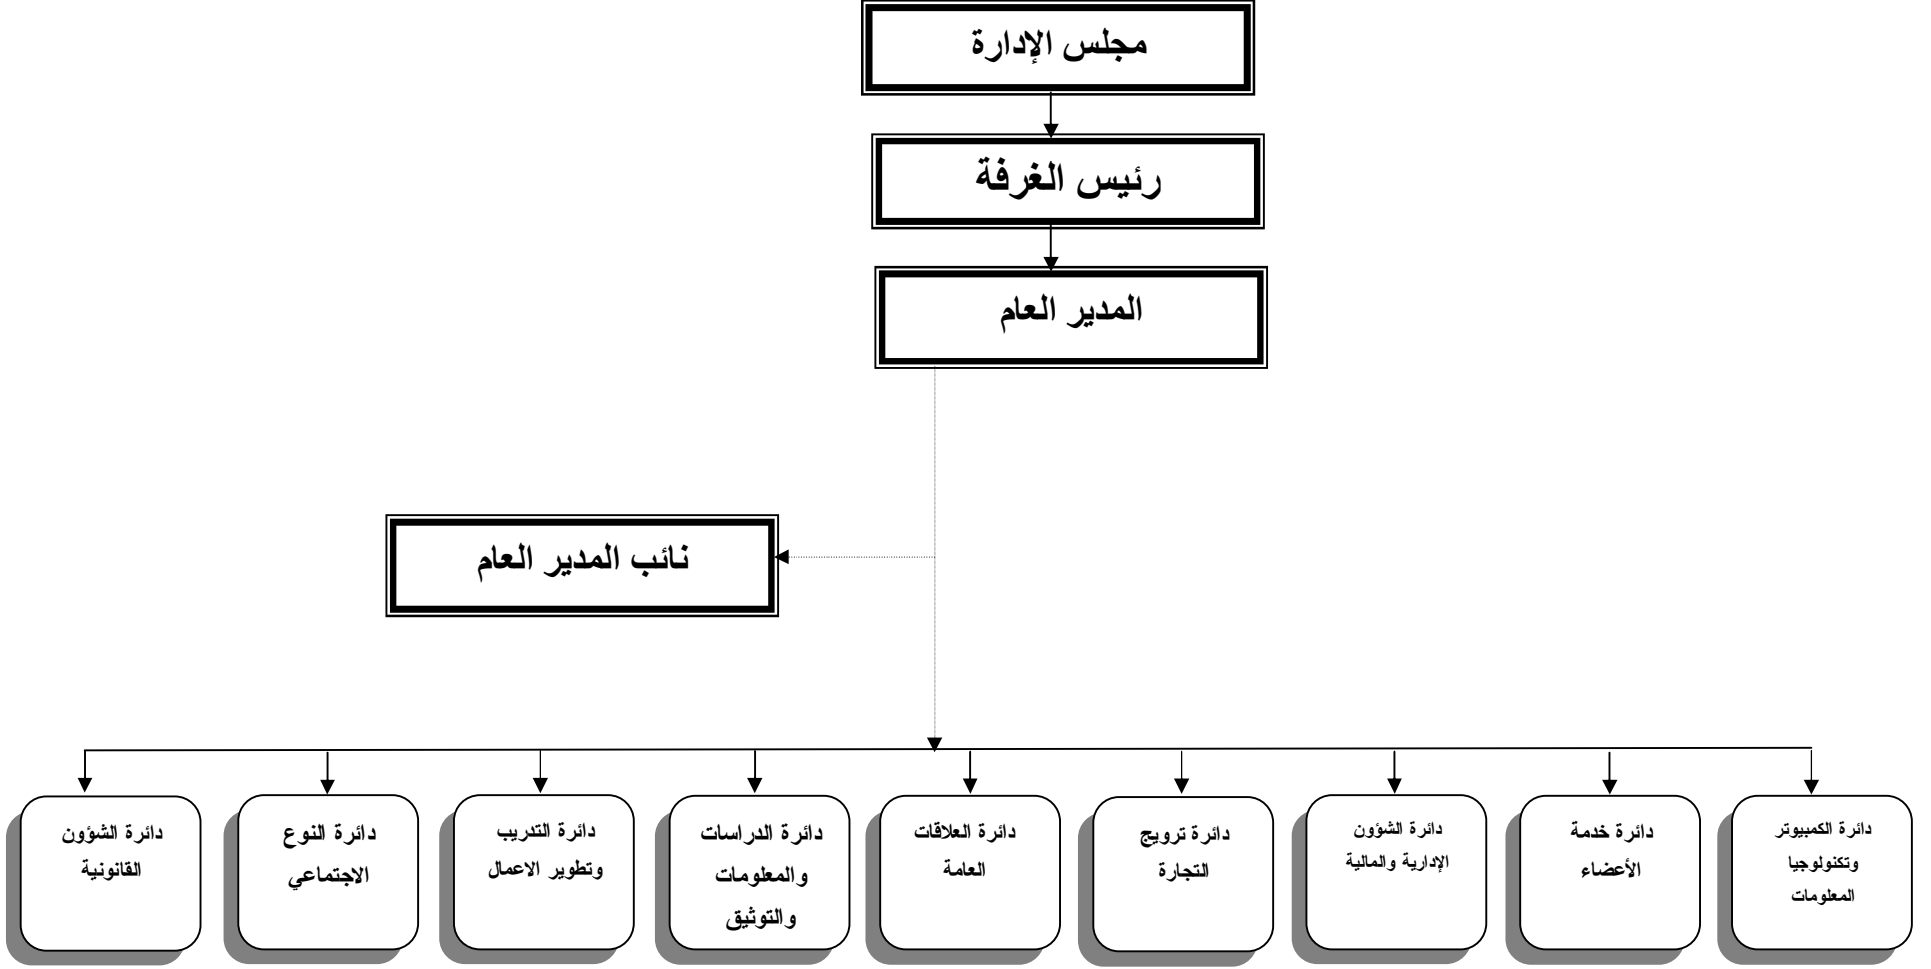 مجلس الإدارة
رئيس الغرفة
المدير العام
نائب المدير العام
دائرة الكمبيوتر
وتكنولوجيا
المعلومات
دائرة خدمة
الأعضاء
دائرة الشؤون
الإدارية والمالية
دائرة ترويج
التجارة
دائرة العلاقات
العامة
دائرة الدراسات
والمعلومات
والتوثيق
دائرة التدريب
وتطوير الاعمال
دائرة النوع
الاجتماعي
دائرة الشؤون
القانونية